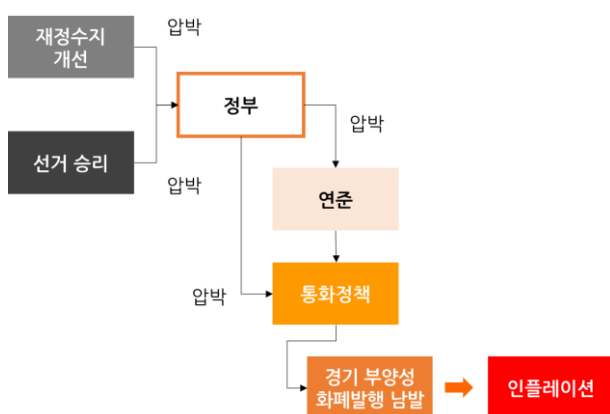 압박
재정수지
개선
정부
압박
선거 승리
압박
연준
압박
통화정책
경기 부양성
화폐발행 남발
인플레이션